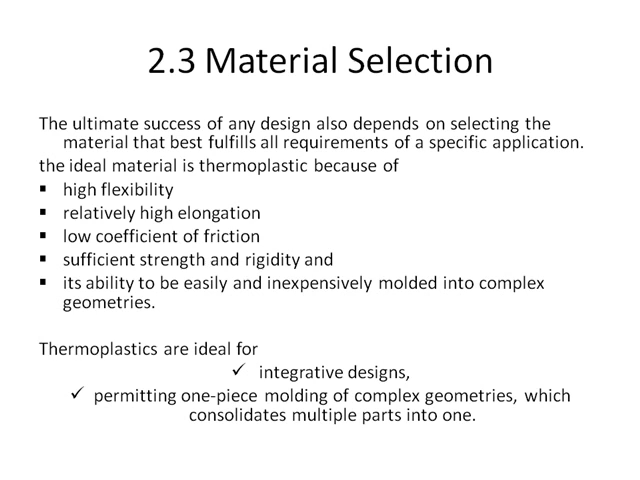 2.3 Material Selection
The ultimate success of any design also depends on selecting the
material that best fulfills all requirements of a specific application.
the ideal material is thermoplastic because of
▪ high flexibility
▪ relatively high elongation
▪ low coefficient of friction
▪ sufficient strength and rigidity and
▪ its ability to be easily and inexpensively molded into complex
geometries.
Thermoplastics are ideal for
✓ integrative designs,
✓ permitting one-piece molding of complex geometries, which
consolidates multiple parts into one.